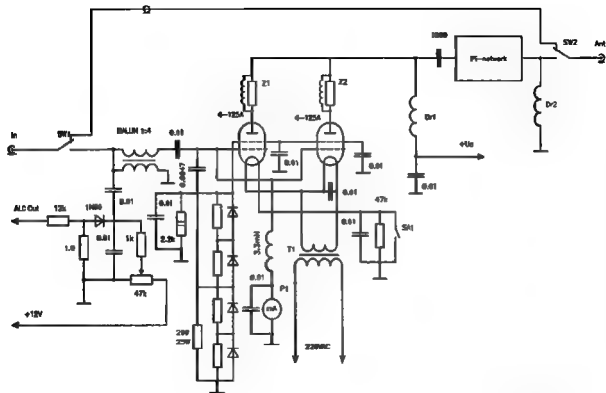 1000
Pi-network
SW2
Ant
Z1
Z2
4-125A
4-125A
In
SW1
BALUN 1:4
0.01
Dr1
Dr2
+Ua
0.0047
0.01
0.01
0.01
0.01
ALC Out
12k
1N60
0.01
0.01
2.2k
3.3mH
0.01
47k
SA1
1.0
0.01
1k
T1
47k
0.01
P1
mA
+12V
200
25W
220VAC